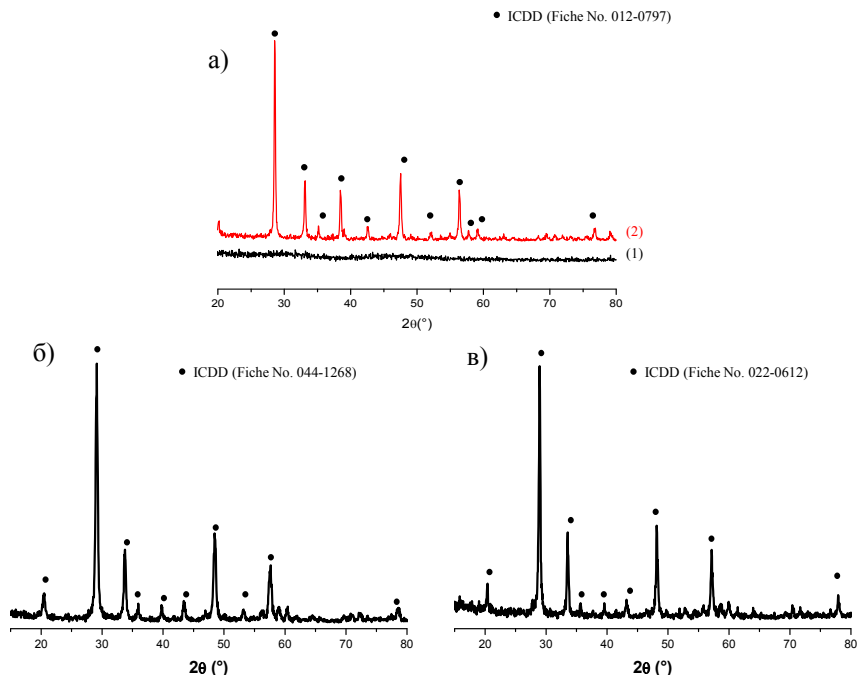 ● ICDD (Fiche No. 012-0797)
а)
(2)
(1)
20 30 40 50 60 70 80
2θ(°)
б)
● ICDD (Fiche No. 044-1268)
20 30 40 50 60 70 80
2θ (°)
в)
● ICDD (Fiche No. 022-0612)
20 30 40 50 60 70 80
2θ (°)